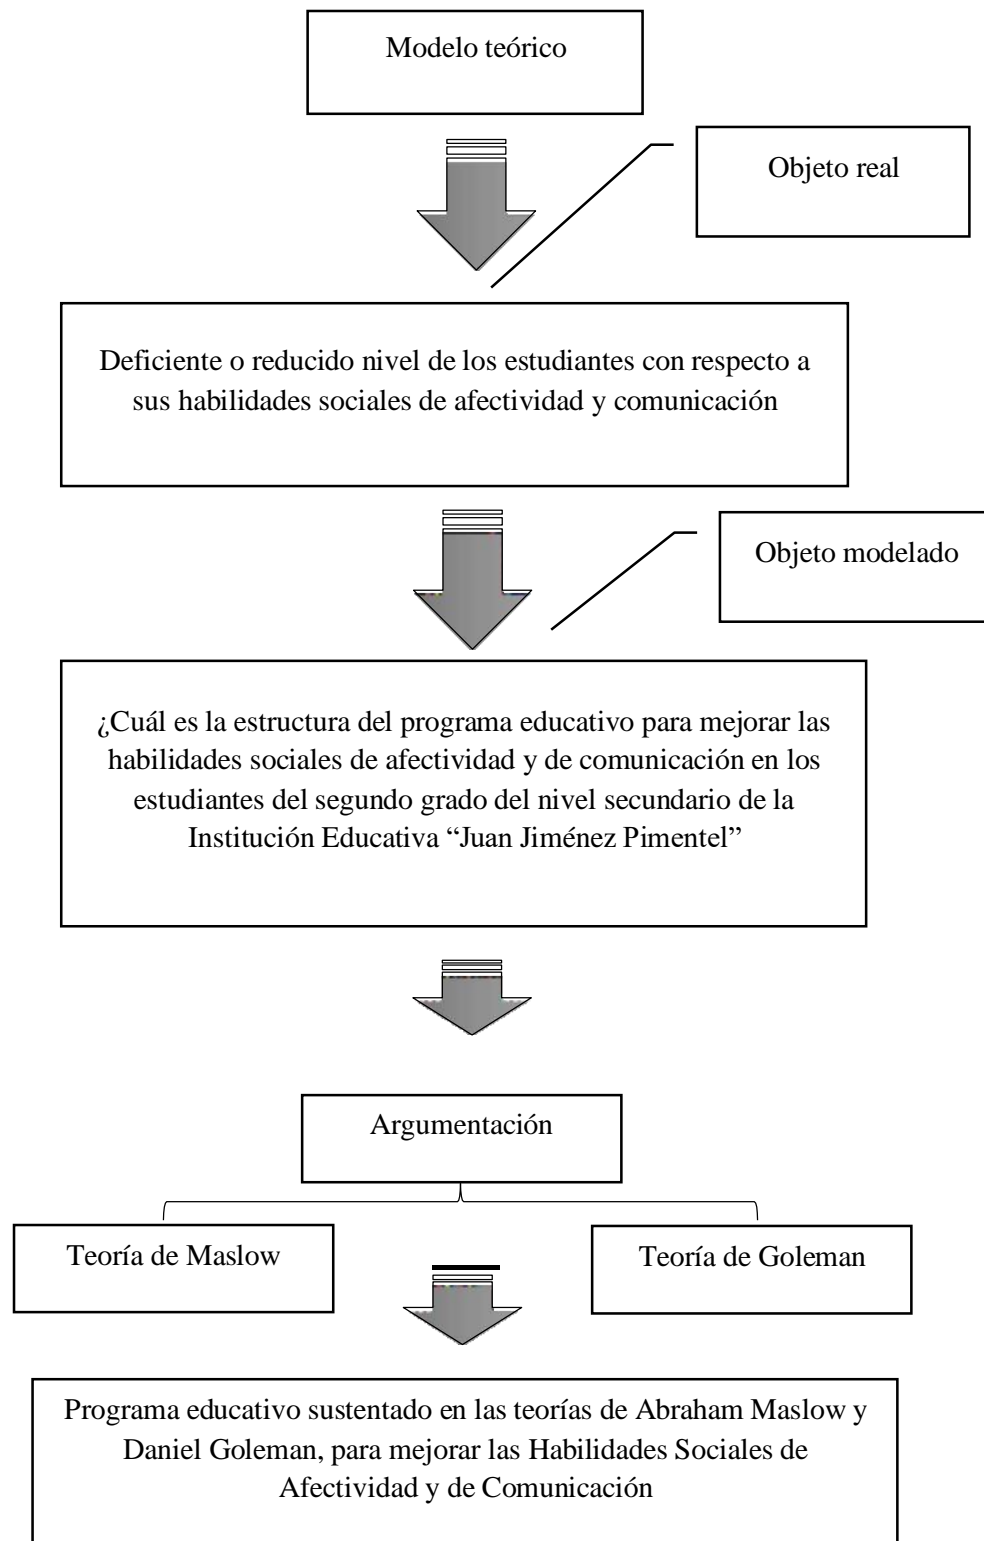 Modelo teórico
Objeto real
Deficiente o reducido nivel de los estudiantes con respecto a
sus habilidades sociales de afectividad y comunicación
Objeto modelado
¿Cuál es la estructura del programa educativo para mejorar las
habilidades sociales de afectividad y de comunicación en los
estudiantes del segundo grado del nivel secundario de la
Institución Educativa “Juan Jiménez Pimentel”
Argumentación
Teoría de Maslow
Teoría de Goleman
Programa educativo sustentado en las teorías de Abraham Maslow y
Daniel Goleman, para mejorar las Habilidades Sociales de
Afectividad y de Comunicación